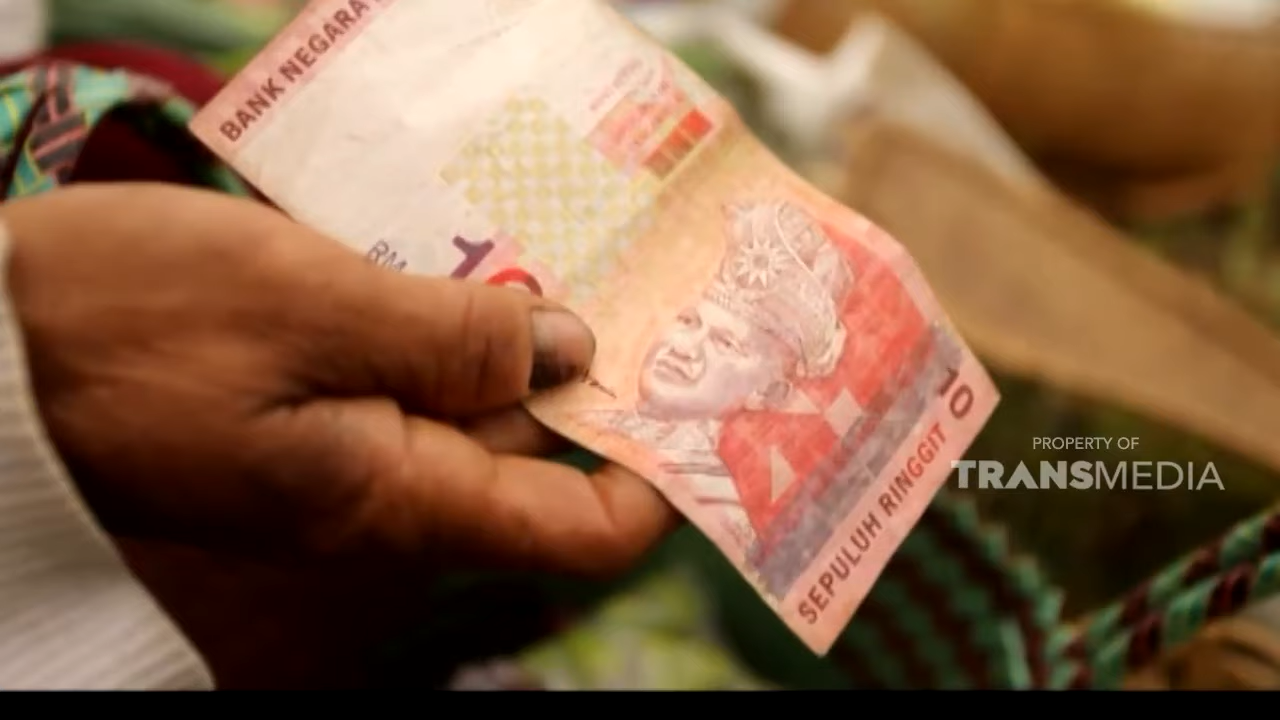 BANK NEGARA
RM
10
10
SEPULUH RINGGIT
PROPERTY OF
TRANSMEDIA